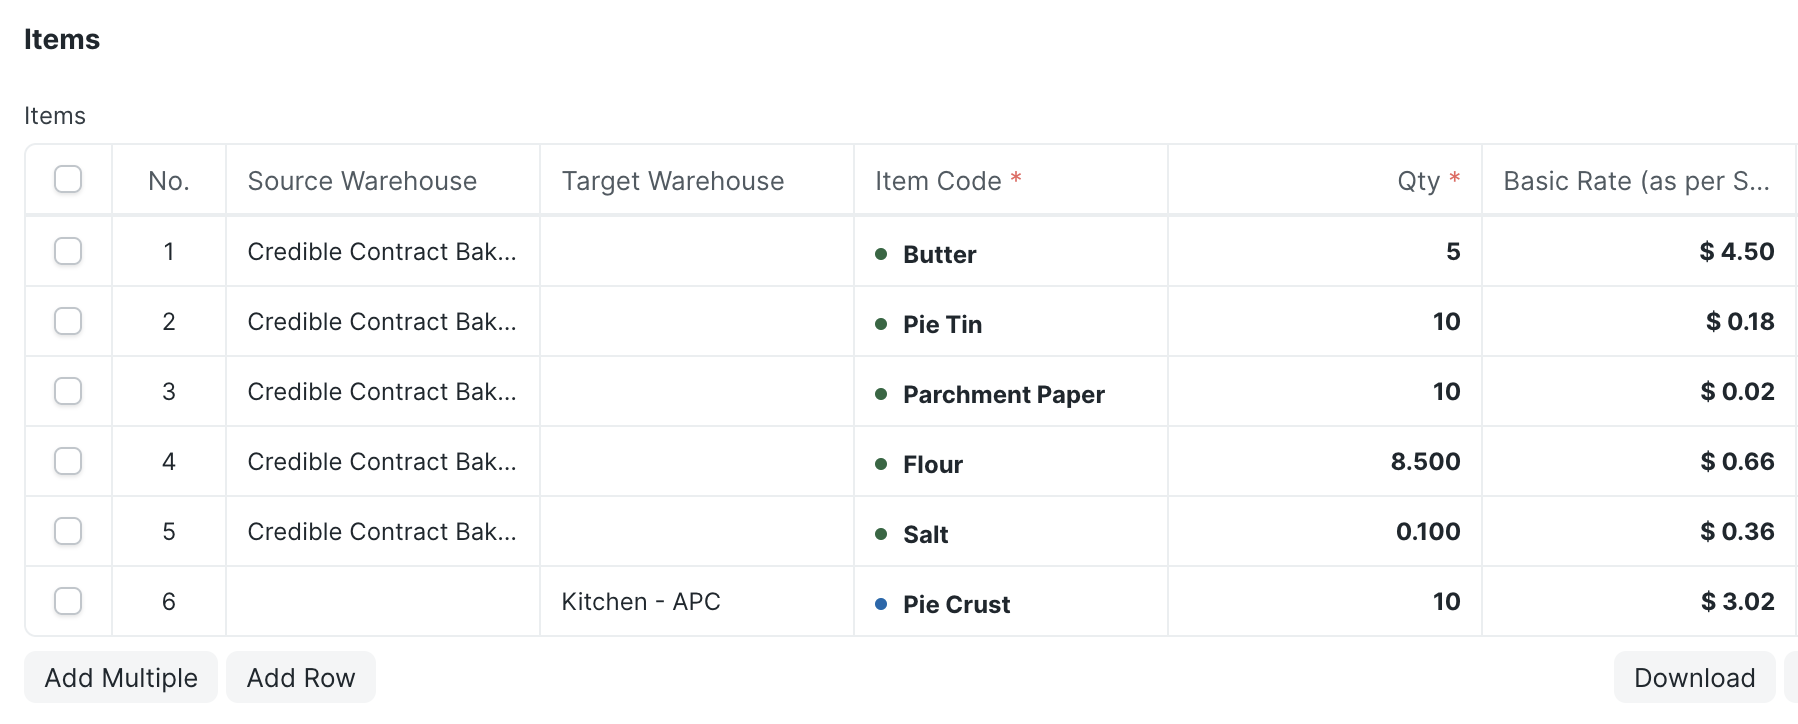 Items
Items
No. Source Warehouse Target Warehouse Item Code * Qty * Basic Rate (as per S...
1 Credible Contract Bak... Butter 5 $ 4.50
2 Credible Contract Bak... Pie Tin 10 $ 0.18
3 Credible Contract Bak... Parchment Paper 10 $ 0.02
4 Credible Contract Bak... Flour 8.500 $ 0.66
5 Credible Contract Bak... Salt 0.100 $ 0.36
6 Kitchen - APC Pie Crust 10 $ 3.02
Add Multiple Add Row Download